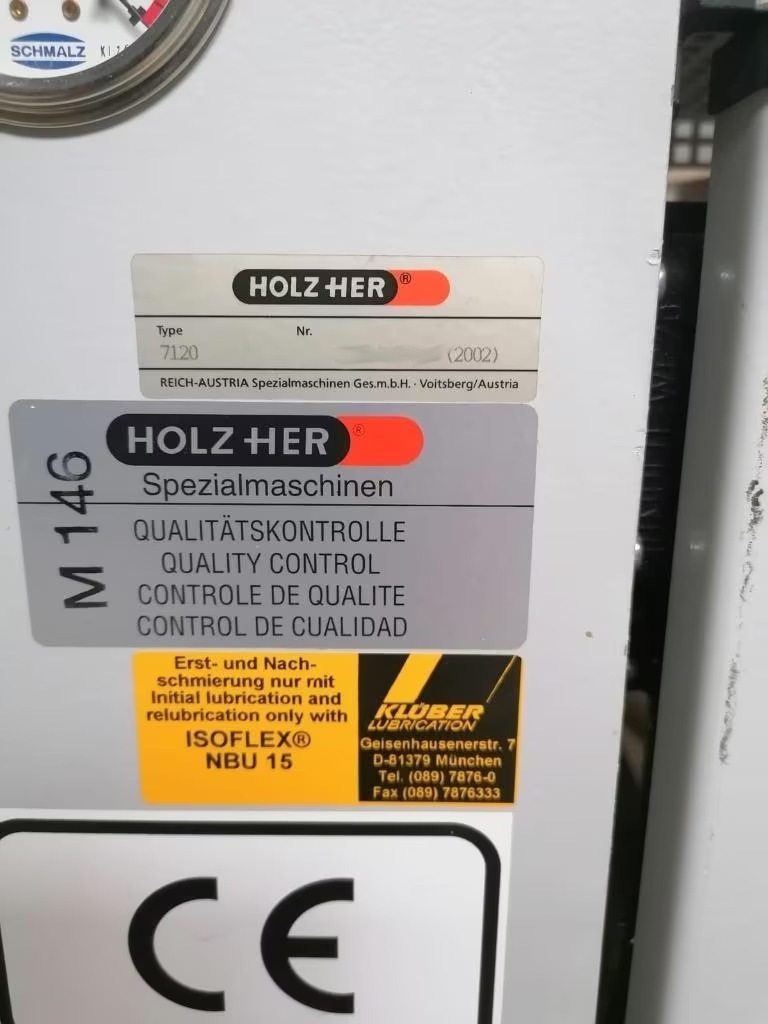 SCHMALZ
HOLZ-HER®
Type Nr.
7120 (2002)
REICH-AUSTRIA Spezialmaschinen Ges.m.b.H. · Voitsberg/Austria
HOLZ-HER®
Spezialmaschinen
M 146
QUALITÄTSKONTROLLE
QUALITY CONTROL
CONTROLE DE QUALITE
CONTROL DE CUALIDAD
Erst- und Nach-
schmierung nur mit
Initial lubrication and
relubrication only with
ISOFLEX®
NBU 15
KLÜBER
LUBRICATION
Geisenhausenerstr. 7
D-81379 München
Tel. (089) 7876-0
Fax (089) 7876333
CE